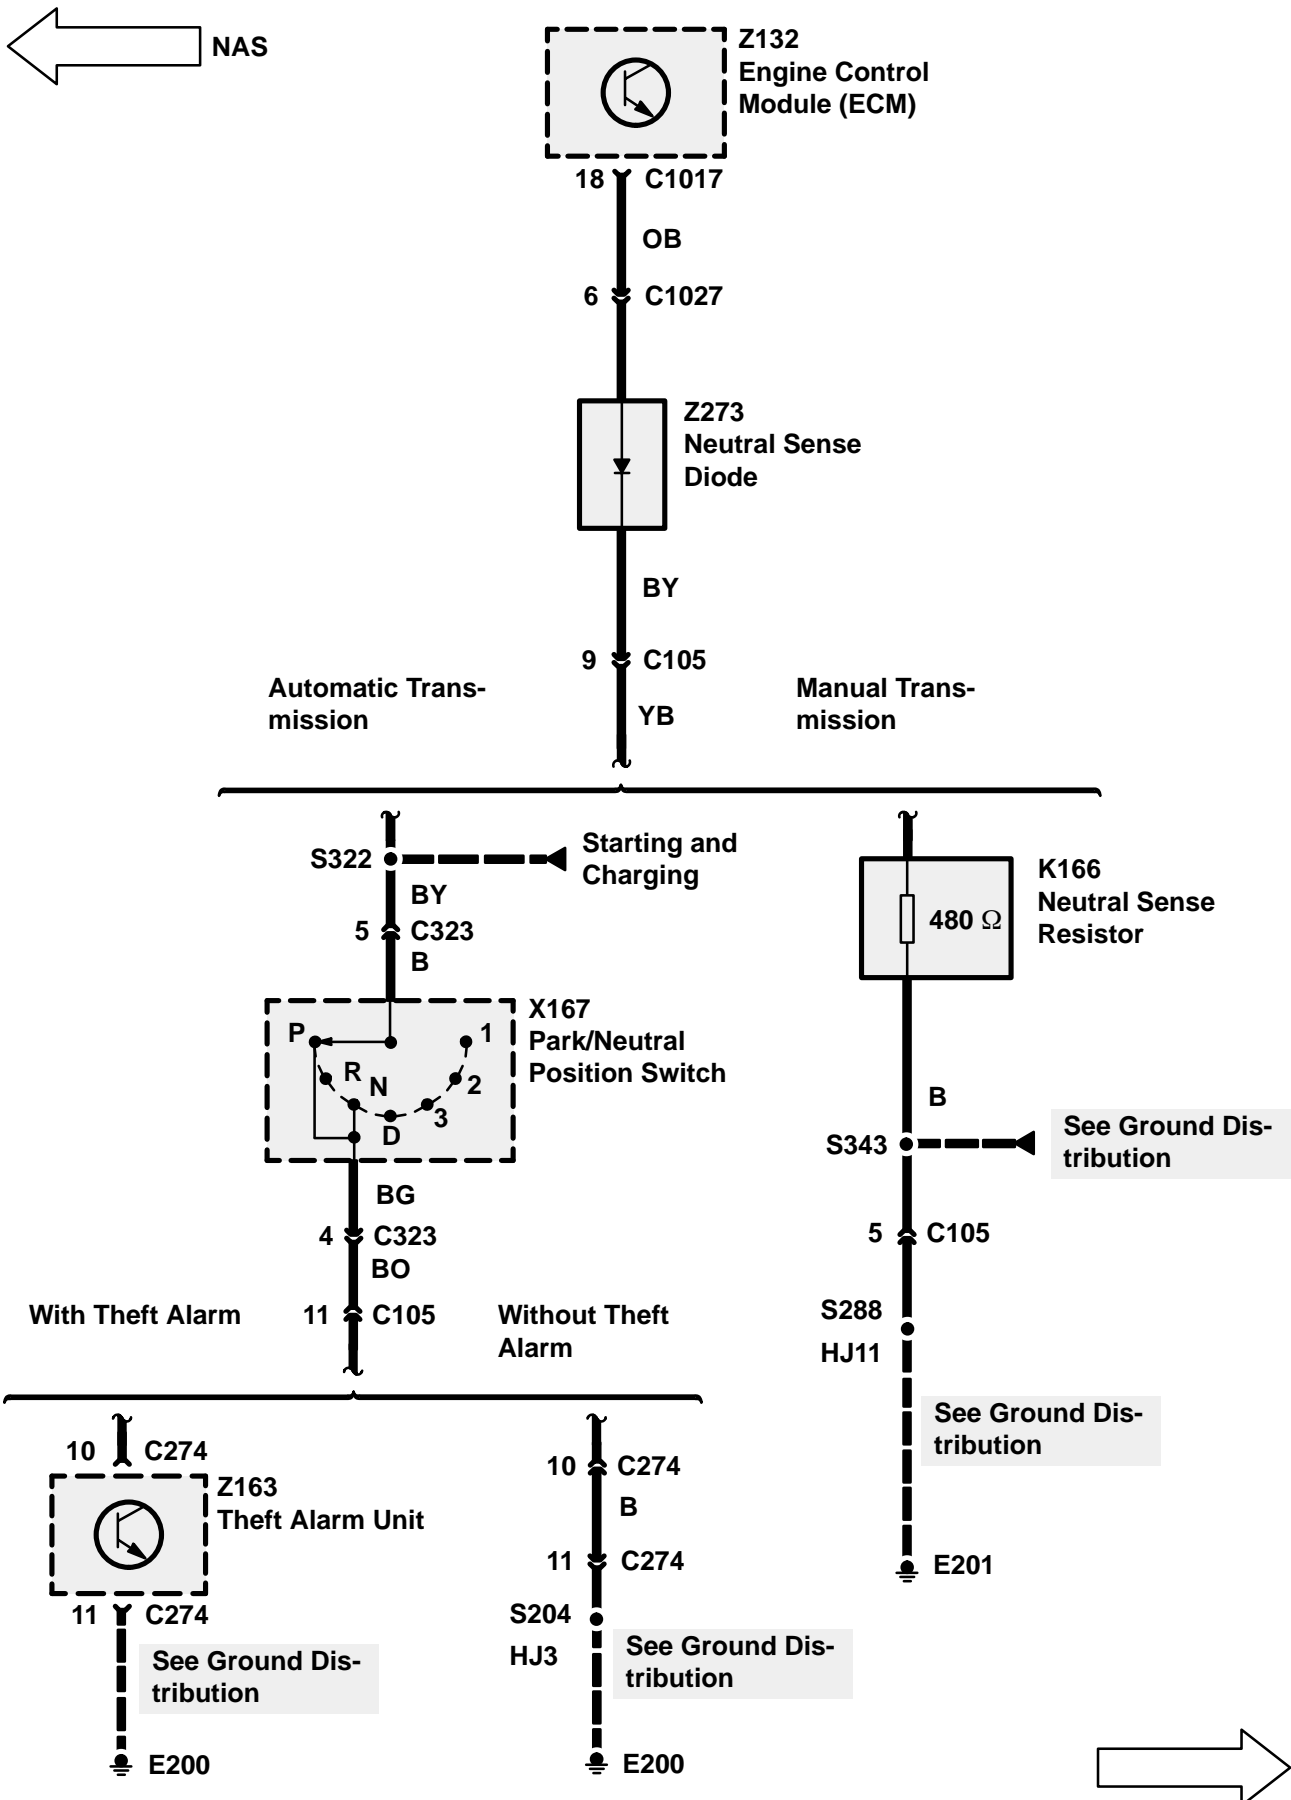 NAS
Z132
Engine Control
Module (ECM)
18 C1017
OB
6 C1027
Z273
Neutral Sense
Diode
BY
9 C105
Automatic Trans-
mission
Manual Trans-
mission
YB
S322
Starting and
Charging
BY
5 C323
B
K166
Neutral Sense
Resistor
480 Ω
X167
Park/Neutral
Position Switch
P
1
R
N
2
3
D
B
S343
See Ground Dis-
tribution
BG
4 C323
BO
5 C105
With Theft Alarm
11 C105
Without Theft
Alarm
S288
HJ11
See Ground Dis-
tribution
10 C274
Z163
Theft Alarm Unit
10 C274
B
11 C274
E201
11 C274
S204
HJ3
See Ground Dis-
tribution
See Ground Dis-
tribution
E200
E200